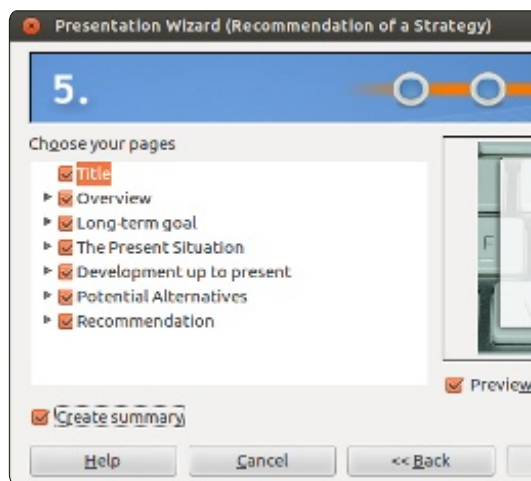 Presentation Wizard (Recommendation of a Strategy)
5.
Choose your pages
Title
Overview
Long-term goal
The Present Situation
Development up to present
Potential Alternatives
Recommendation
F
Preview
Create summary
Help
Cancel
<< Back